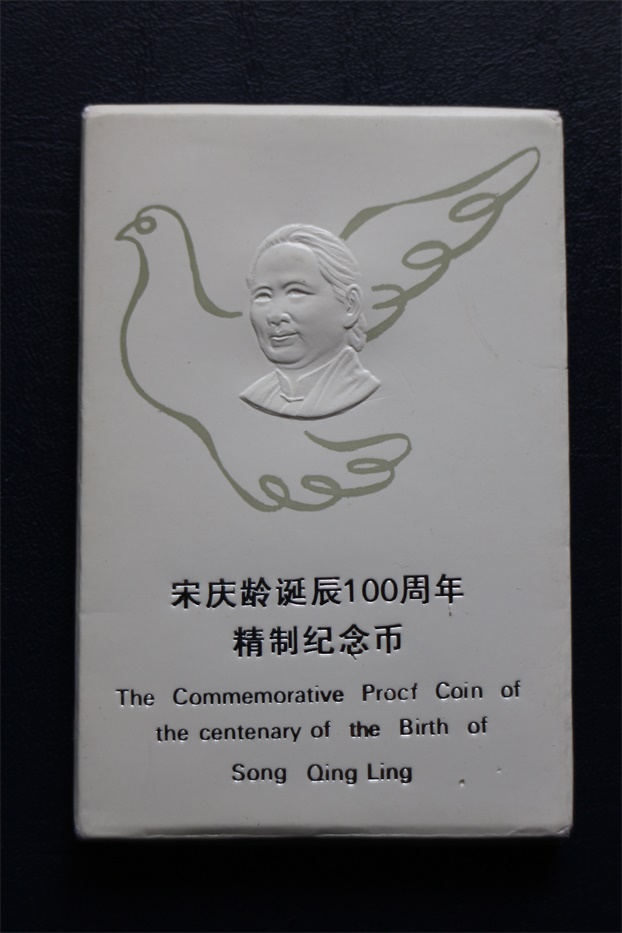 宋庆龄诞辰100周年
精制纪念币
The Commemorative Procf Coin of
the centenary of the Birth of
Song Qing Ling